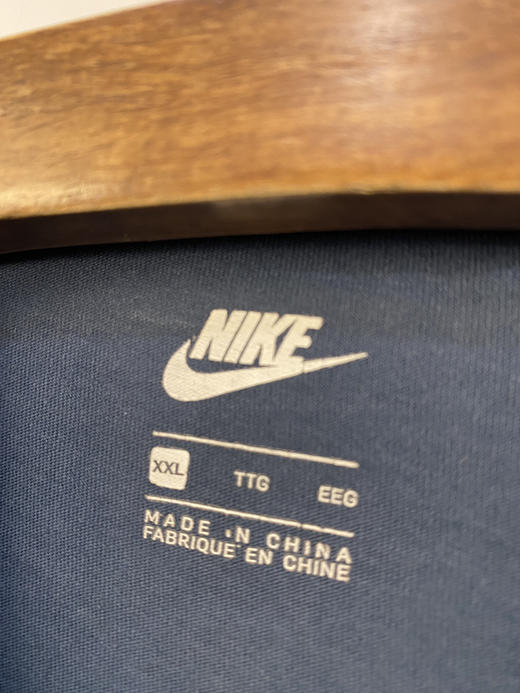 NIKE
XXL TTG EEG
MADE IN CHINA
FABRIQUE EN CHINE